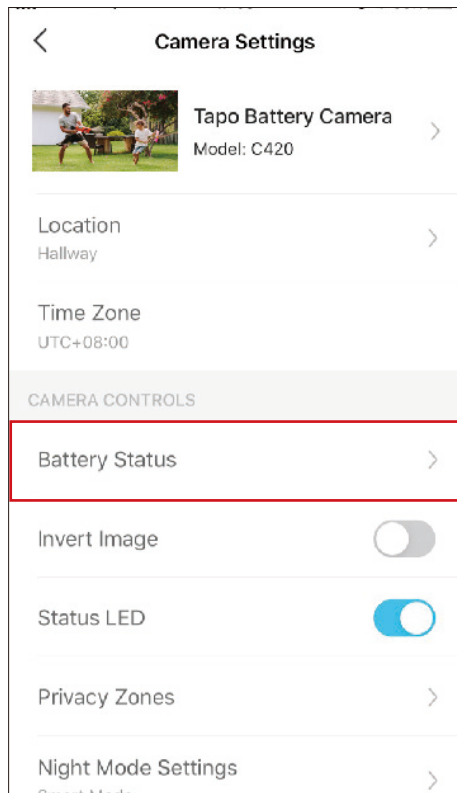 Camera Settings
Tapo Battery Camera
Model: C420
Location
Hallway
Time Zone
UTC+08:00
CAMERA CONTROLS
Battery Status
Invert Image
Status LED
Privacy Zones
Night Mode Settings